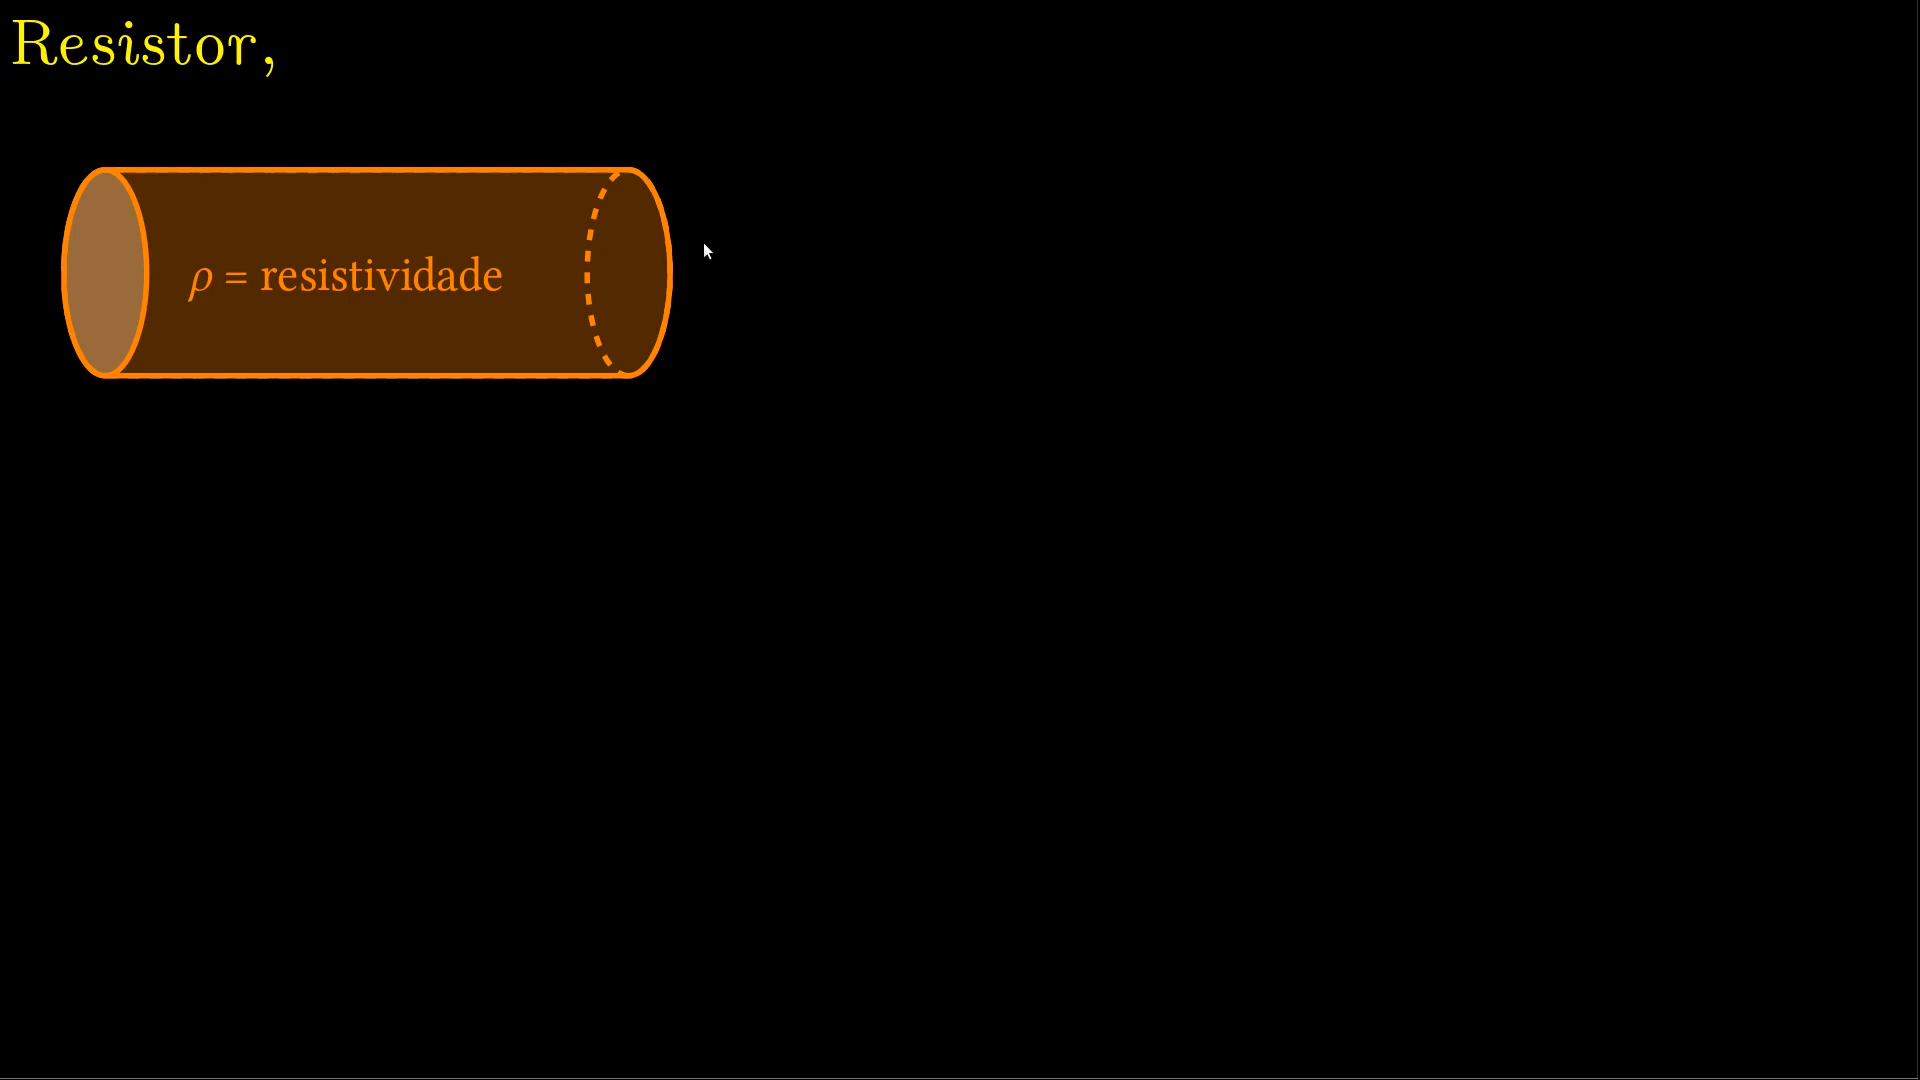 Resistor,
ρ = resistividade